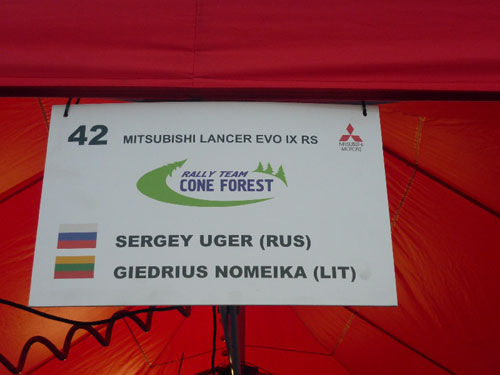 42 MITSUBISHI LANCER EVO IX RS
MITSUBISHI
MOTORS
RALLY TEAM
CONE FOREST
SERGEY UGER (RUS)
GIEDRIUS NOMEIKA (LIT)